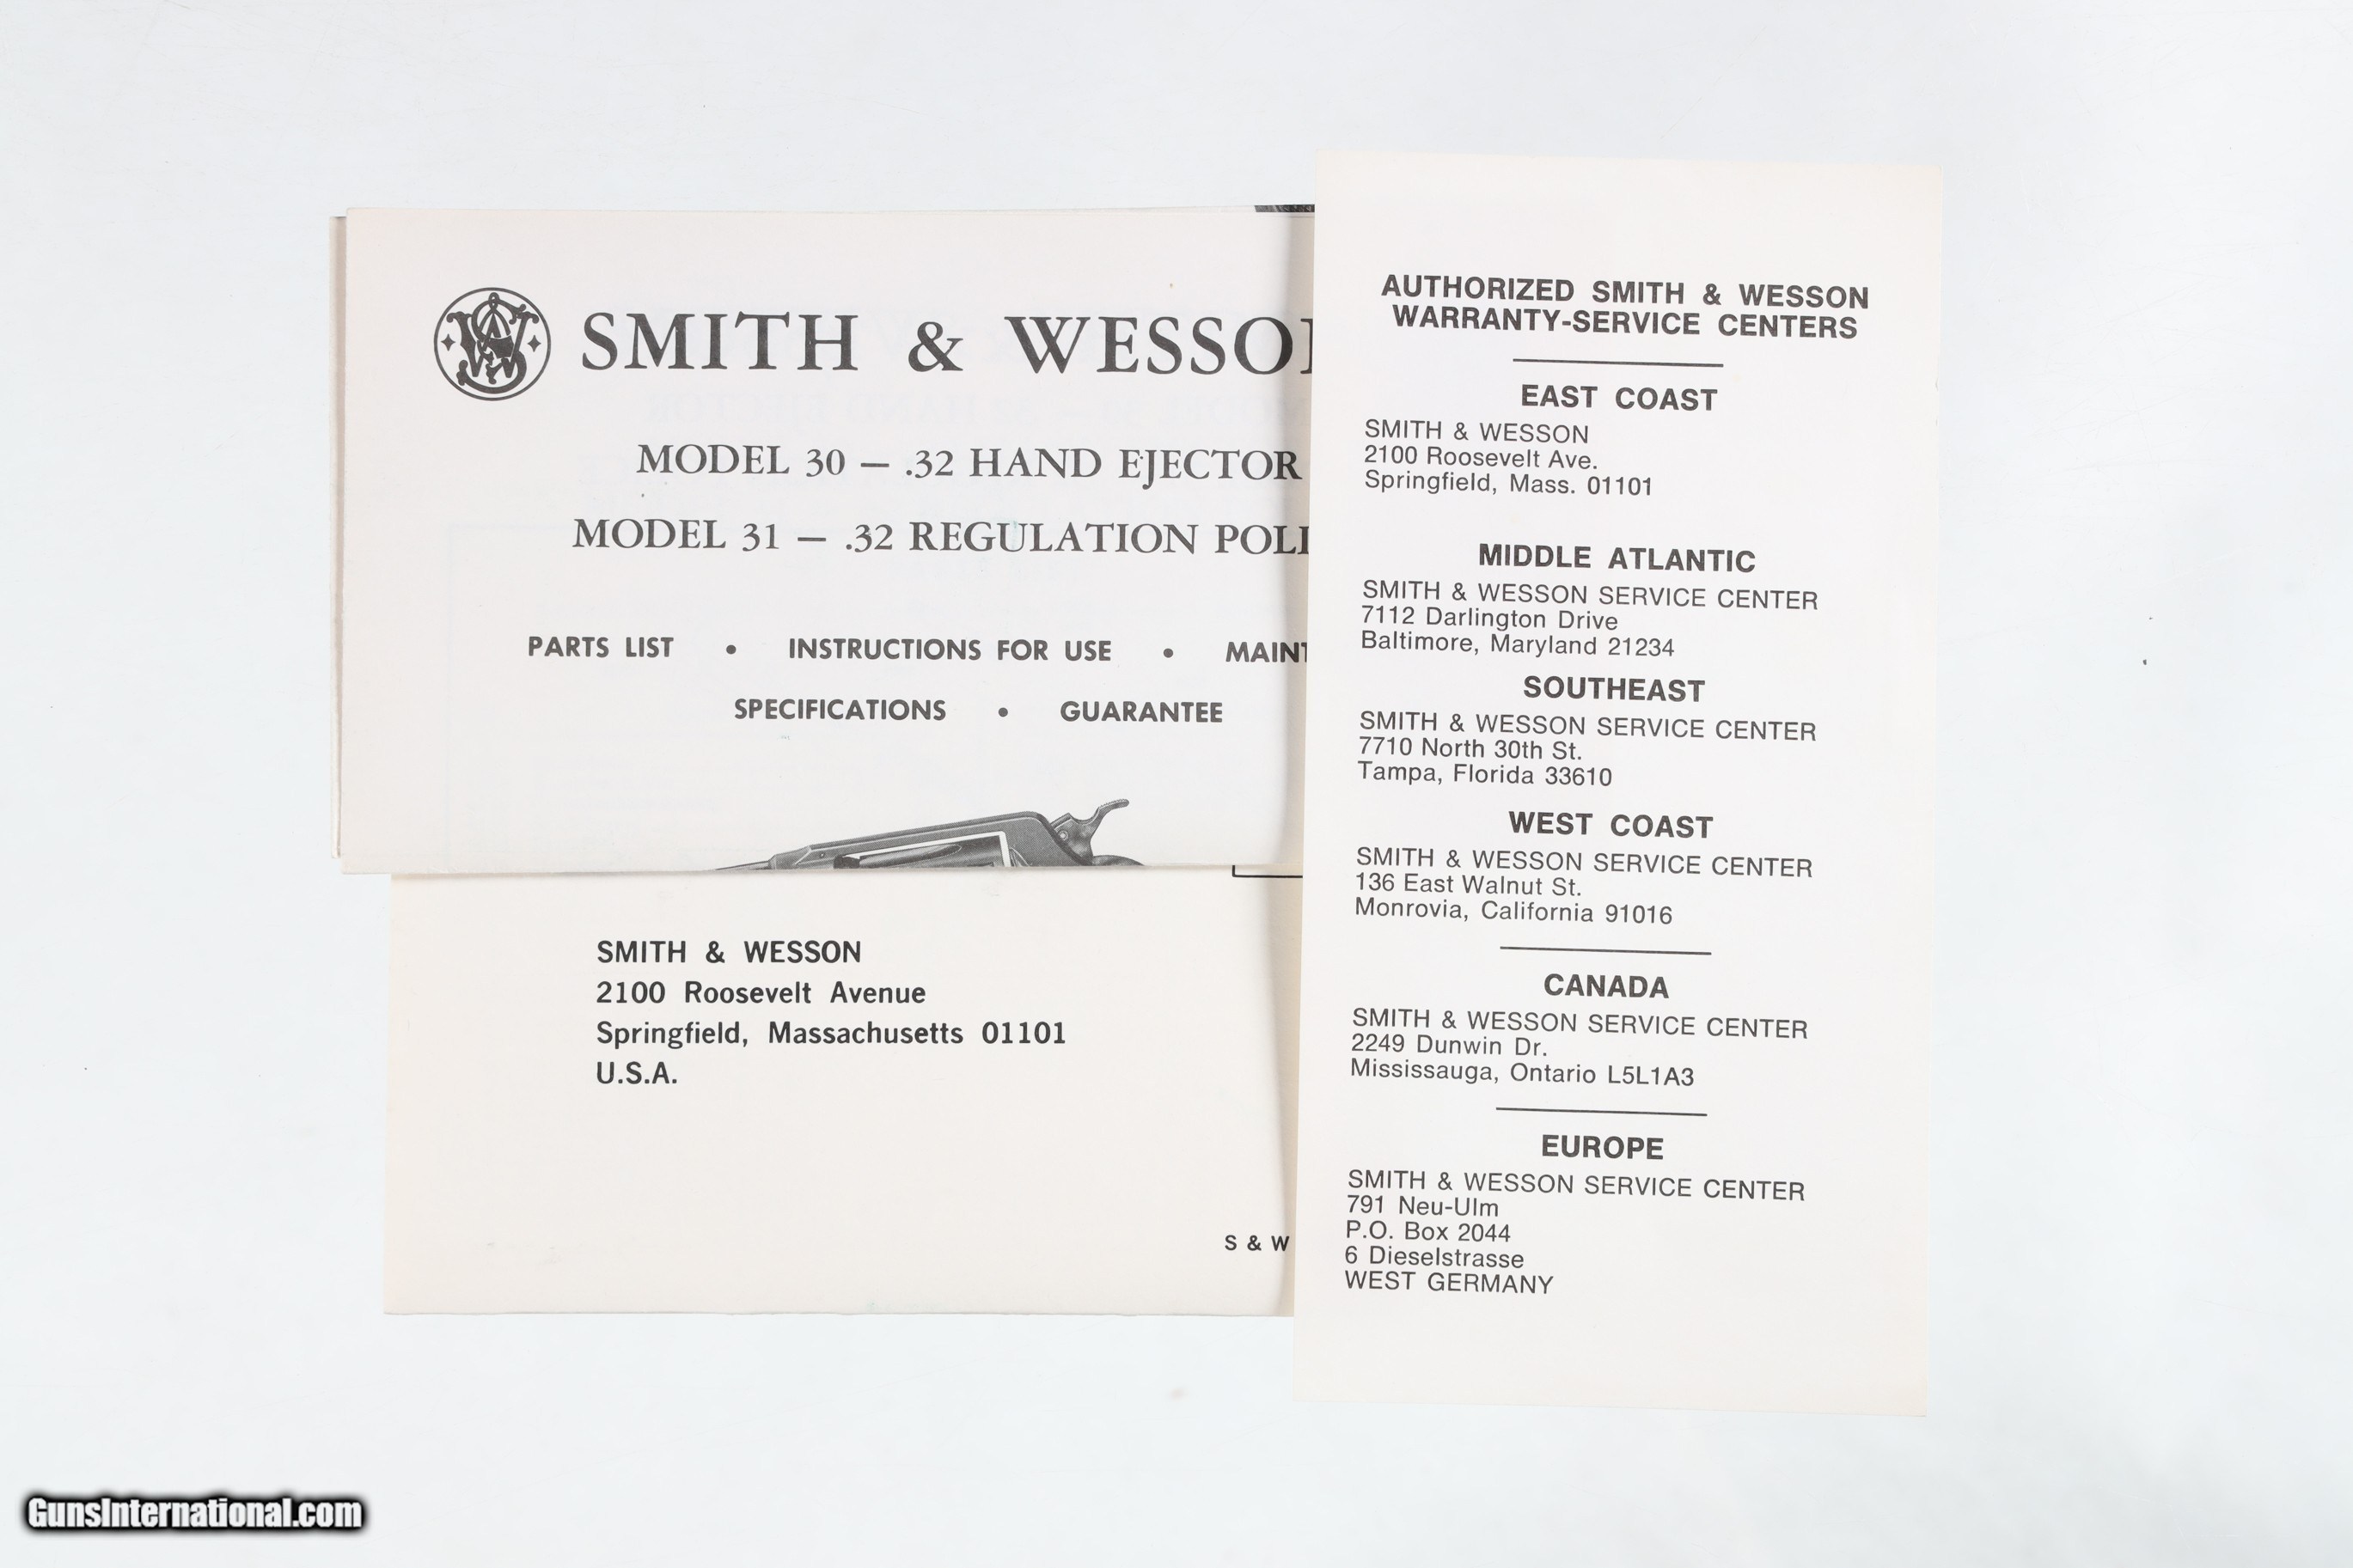 SMITH & WESSON
MODEL 30 — .32 HAND EJECTOR
MODEL 31 — .32 REGULATION
PARTS LIST • INSTRUCTIONS FOR USE •
SPECIFICATIONS • GUARANTEE
SMITH & WESSON
2100 Roosevelt Avenue
Springfield, Massachusetts 01101
U.S.A.
S & W
AUTHORIZED SMITH & WESSON
WARRANTY-SERVICE CENTERS
EAST COAST
SMITH & WESSON
2100 Roosevelt Ave.
Springfield, Mass. 01101
MIDDLE ATLANTIC
SMITH & WESSON SERVICE CENTER
7112 Darlington Drive
Baltimore, Maryland 21234
SOUTHEAST
SMITH & WESSON SERVICE CENTER
7710 North 30th St.
Tampa, Florida 33610
WEST COAST
SMITH & WESSON SERVICE CENTER
136 East Walnut St.
Monrovia, California 91016
CANADA
SMITH & WESSON SERVICE CENTER
2249 Dunwin Dr.
Mississauga, Ontario L5L1A3
EUROPE
SMITH & WESSON SERVICE CENTER
791 Neu-Ulm
P.O. Box 2044
6 Dieselstrasse
WEST GERMANY
GunsInternational.com